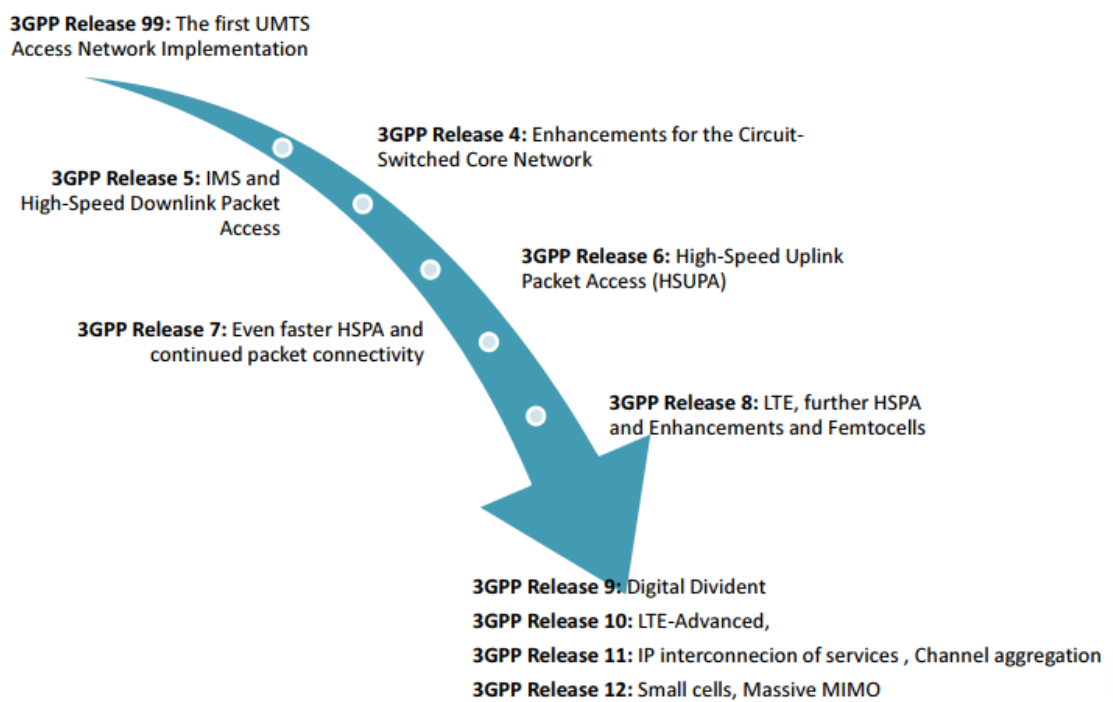 3GPP Release 99: The first UMTS
Access Network Implementation
3GPP Release 4: Enhancements for the Circuit-
Switched Core Network
3GPP Release 5: IMS and
High-Speed Downlink Packet
Access
3GPP Release 6: High-Speed Uplink
Packet Access (HSUPA)
3GPP Release 7: Even faster HSPA and
continued packet connectivity
3GPP Release 8: LTE, further HSPA
and Enhancements and Femtocells
3GPP Release 9: Digital Divident
3GPP Release 10: LTE-Advanced,
3GPP Release 11: IP interconnecion of services , Channel aggregation
3GPP Release 12: Small cells, Massive MIMO